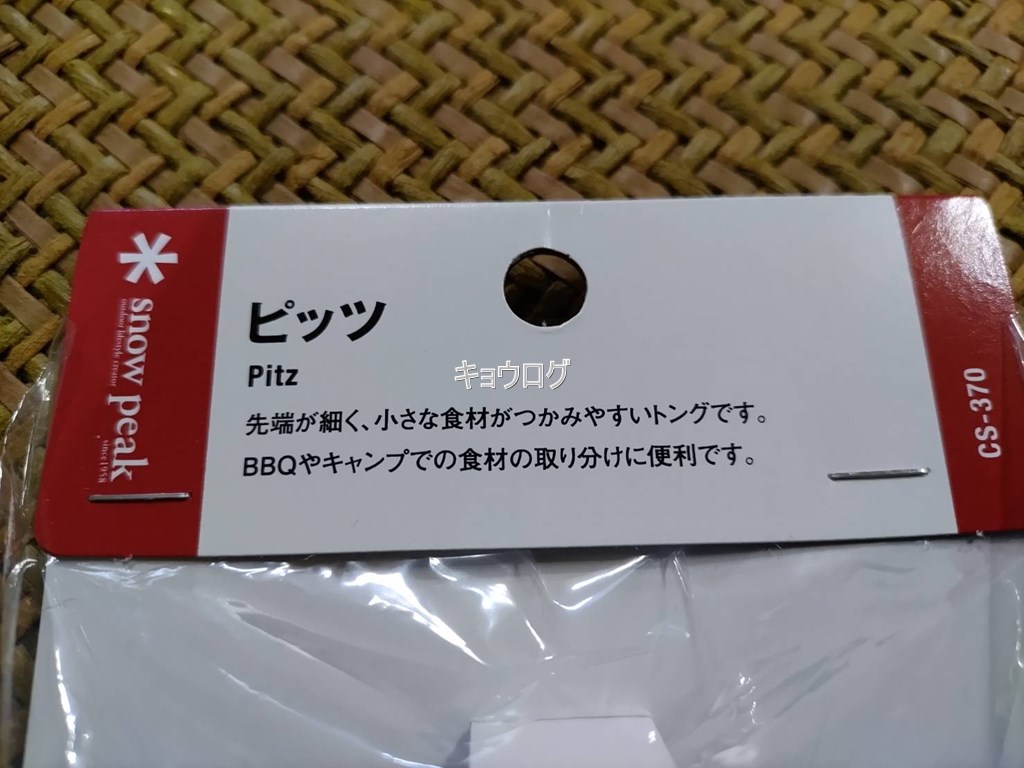 snow peak
outdoor lifestyle creator
since 1958
ピッツ
Pitz
キョウログ
先端が細く、小さな食材がつかみやすいトングです。
BBQやキャンプでの食材の取り分けに便利です。
CS-370